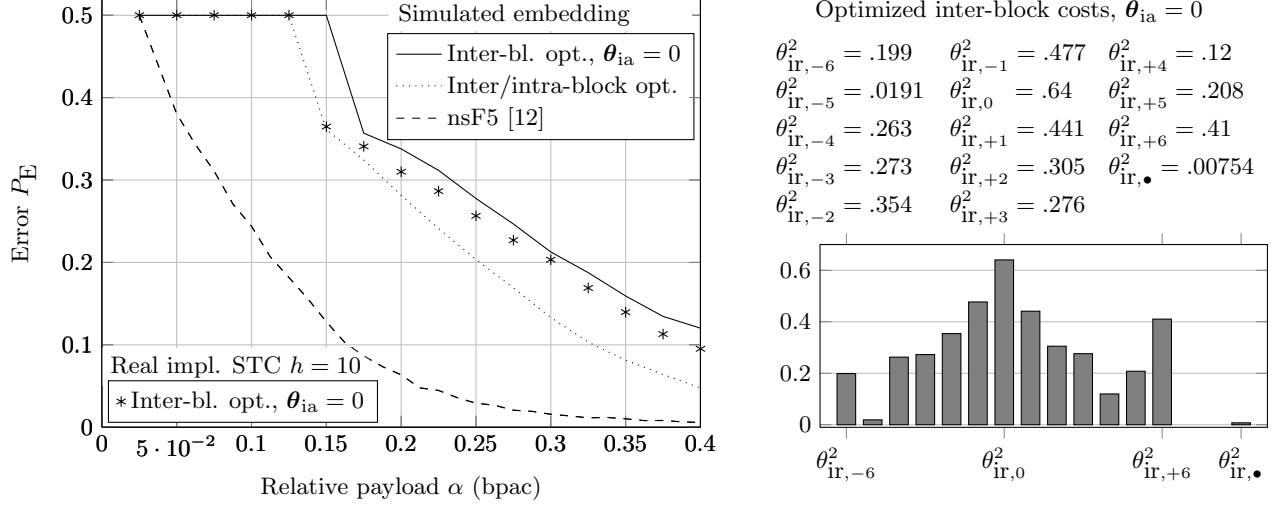 Simulated embedding
Inter-bl. opt., θ_ia = 0
Inter/intra-block opt.
nsF5 [12]
Real impl. STC h = 10
Inter-bl. opt., θ_ia = 0
Error P_E
0.5
0.4
0.3
0.2
0.1
0
0 5 · 10⁻² 0.1 0.15 0.2 0.25 0.3 0.35 0.4
Relative payload α (bpac)
Optimized inter-block costs, θ_ia = 0
θ²_ir,−6 = .199 θ²_ir,−1 = .477 θ²_ir,+4 = .12
θ²_ir,−5 = .0191 θ²_ir,0 = .64 θ²_ir,+5 = .208
θ²_ir,−4 = .263 θ²_ir,+1 = .441 θ²_ir,+6 = .41
θ²_ir,−3 = .273 θ²_ir,+2 = .305 θ²_ir,• = .00754
θ²_ir,−2 = .354 θ²_ir,+3 = .276
0.6
0.4
0.2
0
θ²_ir,−6 θ²_ir,0 θ²_ir,+6 θ²_ir,•